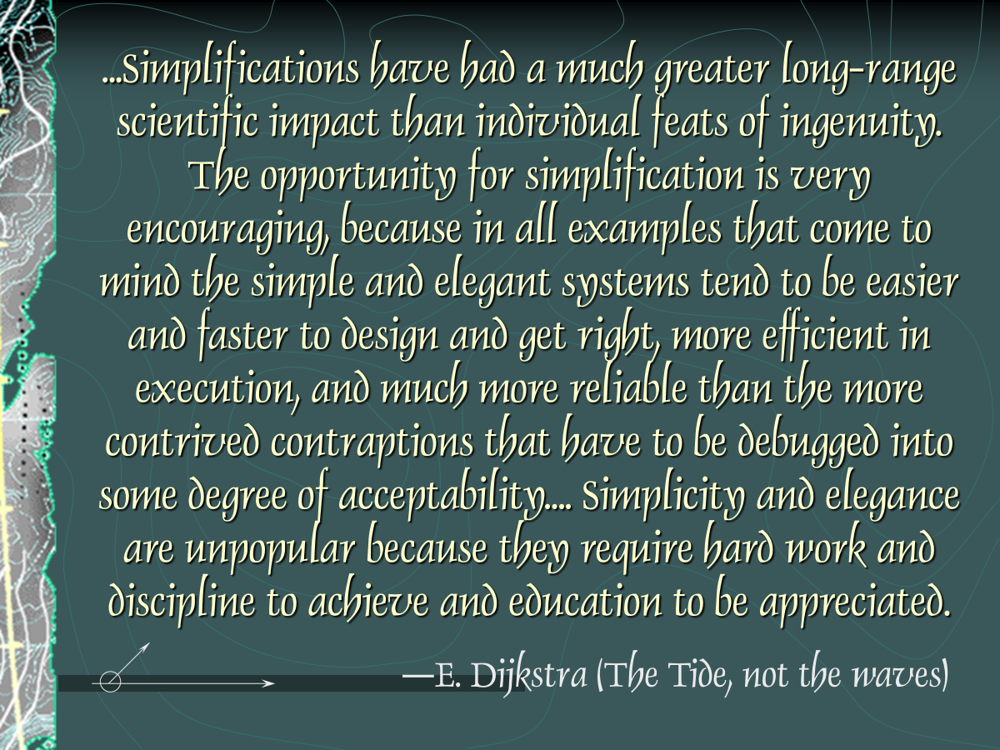 ...Simplifications have had a much greater long-range
scientific impact than individual feats of ingenuity.
The opportunity for simplification is very
encouraging, because in all examples that come to
mind the simple and elegant systems tend to be easier
and faster to design and get right, more efficient in
execution, and much more reliable than the more
contrived contraptions that have to be debugged into
some degree of acceptability.... Simplicity and elegance
are unpopular because they require hard work and
discipline to achieve and education to be appreciated.
—E. Dijkstra (The Tide, not the waves)